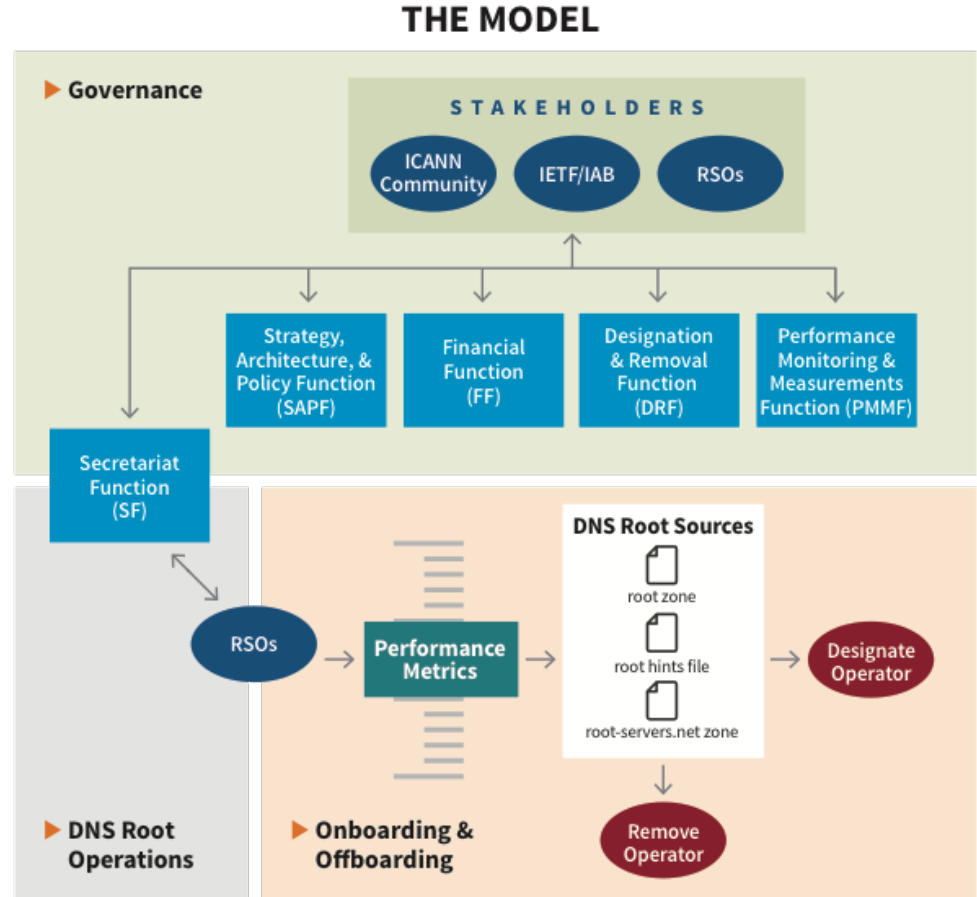 THE MODEL
Governance
STAKEHOLDERS
ICANN
Community
IETF/IAB
RSOs
Strategy,
Architecture, &
Policy Function
(SAPF)
Financial
Function
(FF)
Designation
& Removal
Function
(DRF)
Performance
Monitoring &
Measurements
Function (PMMF)
Secretariat
Function
(SF)
RSOs
Performance
Metrics
DNS Root Sources
root zone
root hints file
root-servers.net zone
Designate
Operator
Remove
Operator
DNS Root
Operations
Onboarding &
Offboarding